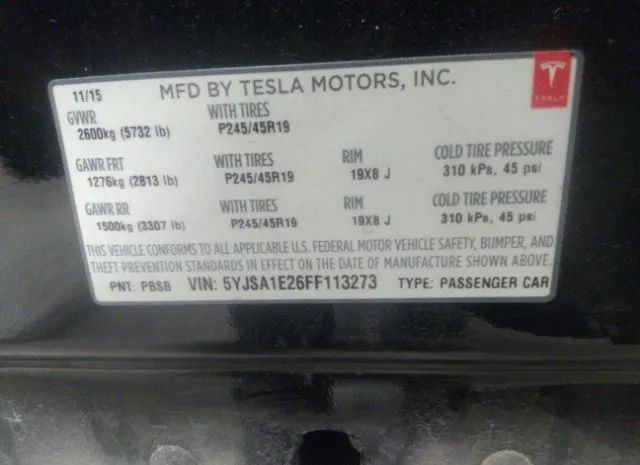 11/15 MFD BY TESLA MOTORS, INC.
TESLA
GVWR WITH TIRES
2600kg (5732 lb) P245/45R19
GAWR FRT WITH TIRES RIM COLD TIRE PRESSURE
1276kg (2813 lb) P245/45R19 19X8 J 310 kPa, 45 psi
GAWR RR WITH TIRES RIM COLD TIRE PRESSURE
1500kg (3307 lb) P245/45R19 19X8 J 310 kPa, 45 psi
THIS VEHICLE CONFORMS TO ALL APPLICABLE U.S. FEDERAL MOTOR VEHICLE SAFETY, BUMPER, AND
THEFT PREVENTION STANDARDS IN EFFECT ON THE DATE OF MANUFACTURE SHOWN ABOVE.
PNT: PBSB VIN: 5YJSA1E26FF113273 TYPE: PASSENGER CAR